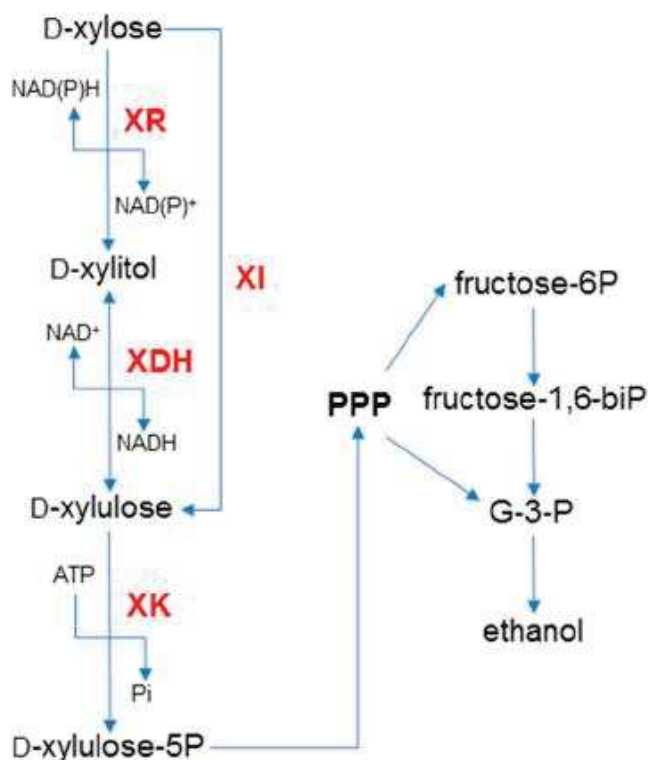 D-xylose
NAD(P)H
XR
NAD(P)⁺
D-xylitol
XI
NAD⁺
XDH
NADH
D-xylulose
ATP
XK
Pi
D-xylulose-5P
PPP
fructose-6P
fructose-1,6-biP
G-3-P
ethanol